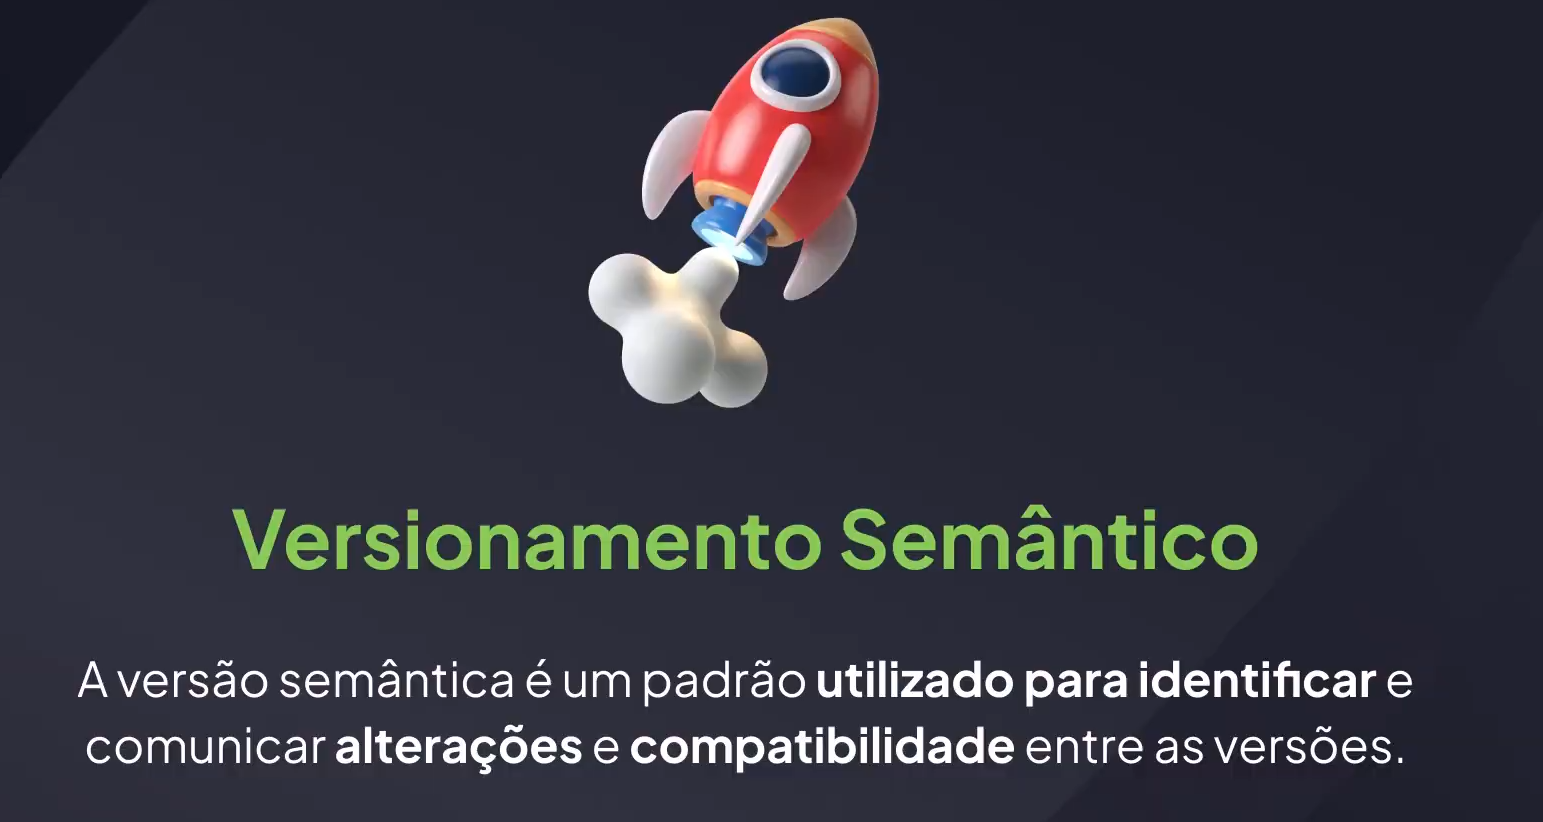 Versionamento Semântico
A versão semântica é um padrão utilizado para identificar e
comunicar alterações e compatibilidade entre as versões.